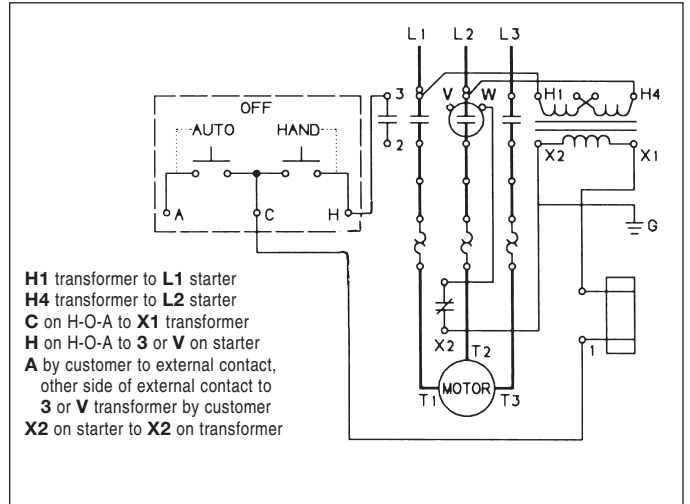 L1 L2 L3
OFF
AUTO HAND
3 V W H1 H4
2
X2 X1
A C H
G
H1 transformer to L1 starter
H4 transformer to L2 starter
C on H-O-A to X1 transformer
H on H-O-A to 3 or V on starter
A by customer to external contact,
other side of external contact to
3 or V transformer by customer
X2 on starter to X2 on transformer
X2
T2
1
T1 MOTOR T3